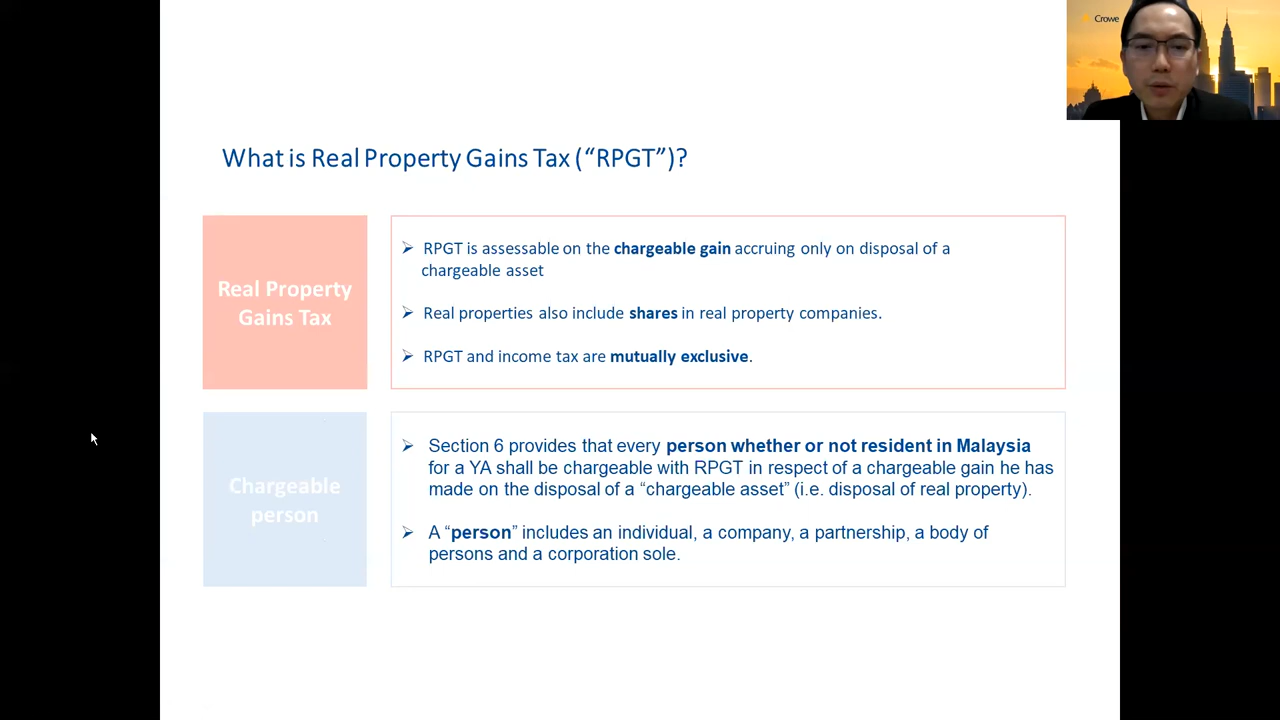 Crowe
What is Real Property Gains Tax (“RPGT”)?
Real Property
Gains Tax
➢ RPGT is assessable on the chargeable gain accruing only on disposal of a
chargeable asset
➢ Real properties also include shares in real property companies.
➢ RPGT and income tax are mutually exclusive.
Chargeable
person
➢ Section 6 provides that every person whether or not resident in Malaysia
for a YA shall be chargeable with RPGT in respect of a chargeable gain he has
made on the disposal of a “chargeable asset” (i.e. disposal of real property).
➢ A “person” includes an individual, a company, a partnership, a body of
persons and a corporation sole.